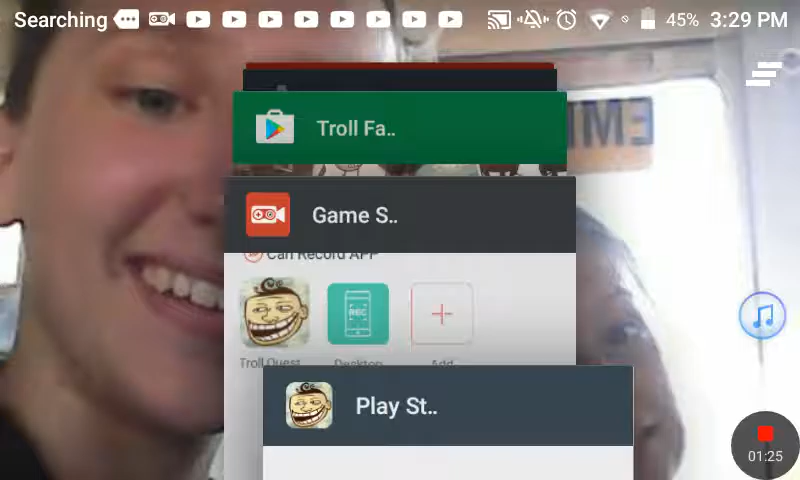 Searching 45% 3:29 PM
Troll Fa..
Game S..
Can Record APP
REC
Troll Quest Desktop Add
Play St..
01:25